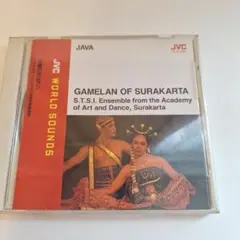 JAVA
JVC
GAMELAN OF SURAKARTA
S.T.S.I. Ensemble from the Academy
of Art and Dance, Surakarta
JVC WORLD SOUNDS